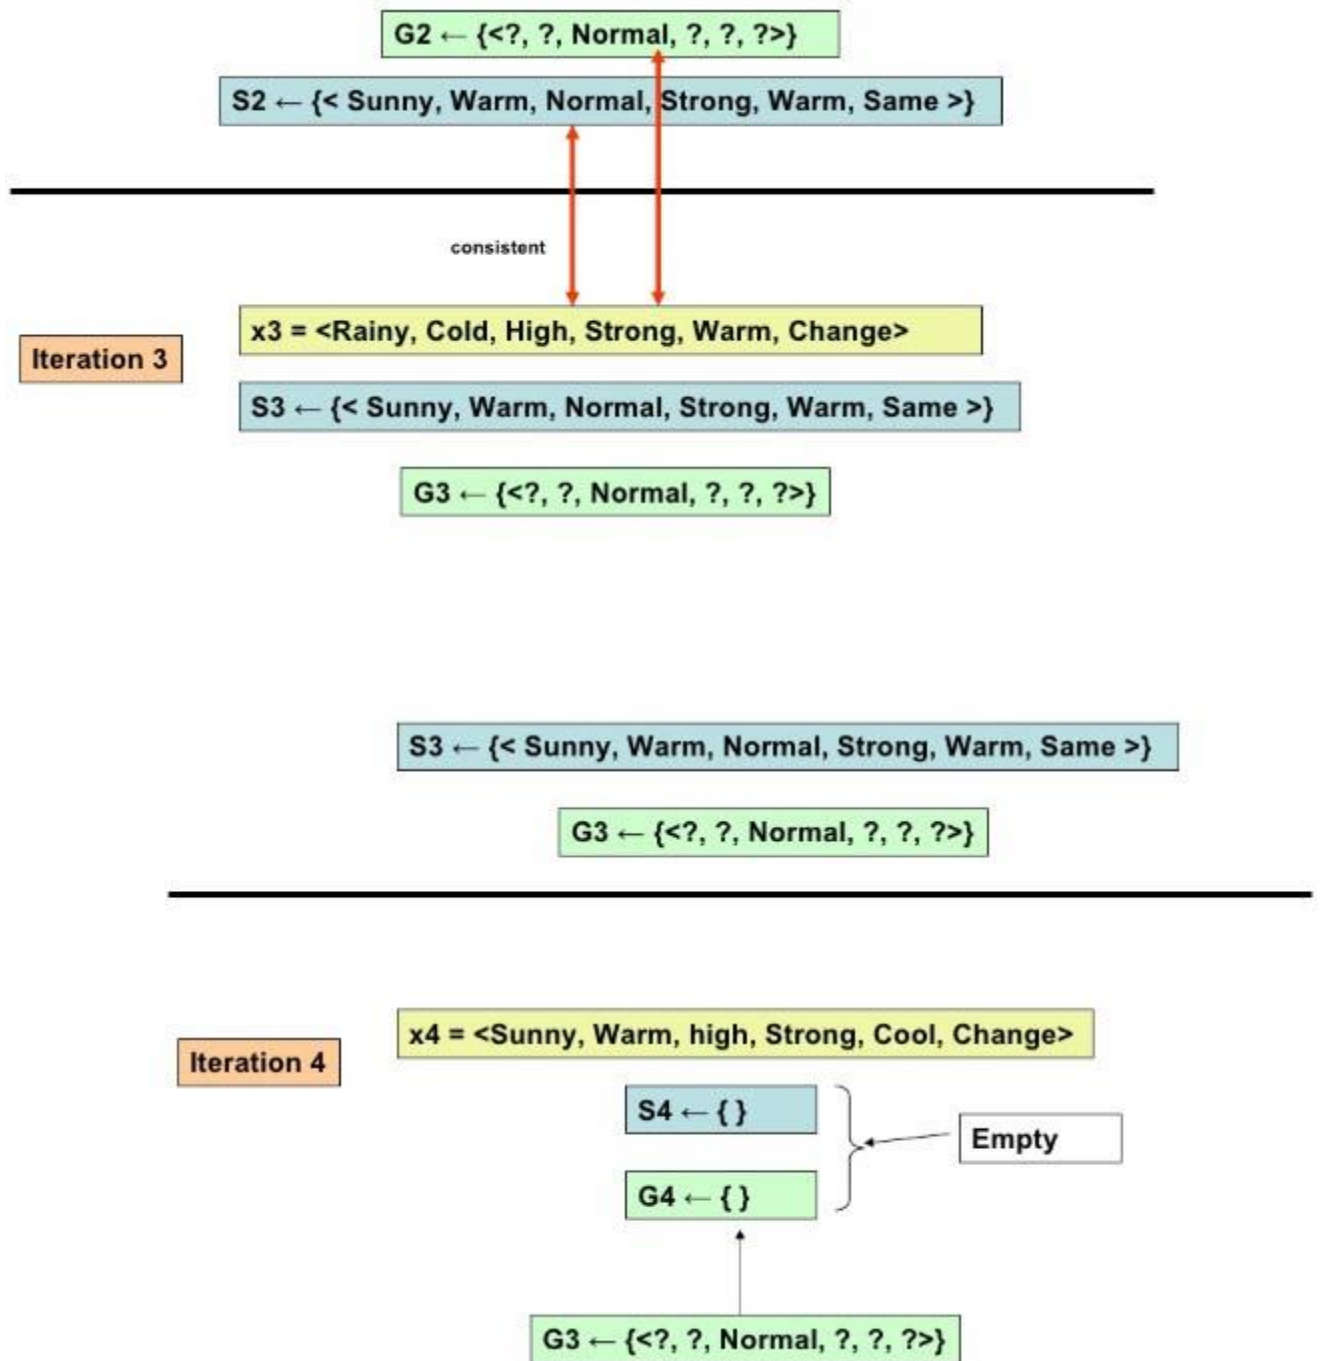 G2 ← {<?, ?, Normal, ?, ?, ?>}
S2 ← {< Sunny, Warm, Normal, Strong, Warm, Same >}
consistent
x3 = <Rainy, Cold, High, Strong, Warm, Change>
Iteration 3
S3 ← {< Sunny, Warm, Normal, Strong, Warm, Same >}
G3 ← {<?, ?, Normal, ?, ?, ?>}
S3 ← {< Sunny, Warm, Normal, Strong, Warm, Same >}
G3 ← {<?, ?, Normal, ?, ?, ?>}
x4 = <Sunny, Warm, high, Strong, Cool, Change>
Iteration 4
S4 ← { }
Empty
G4 ← { }
G3 ← {<?, ?, Normal, ?, ?, ?>}